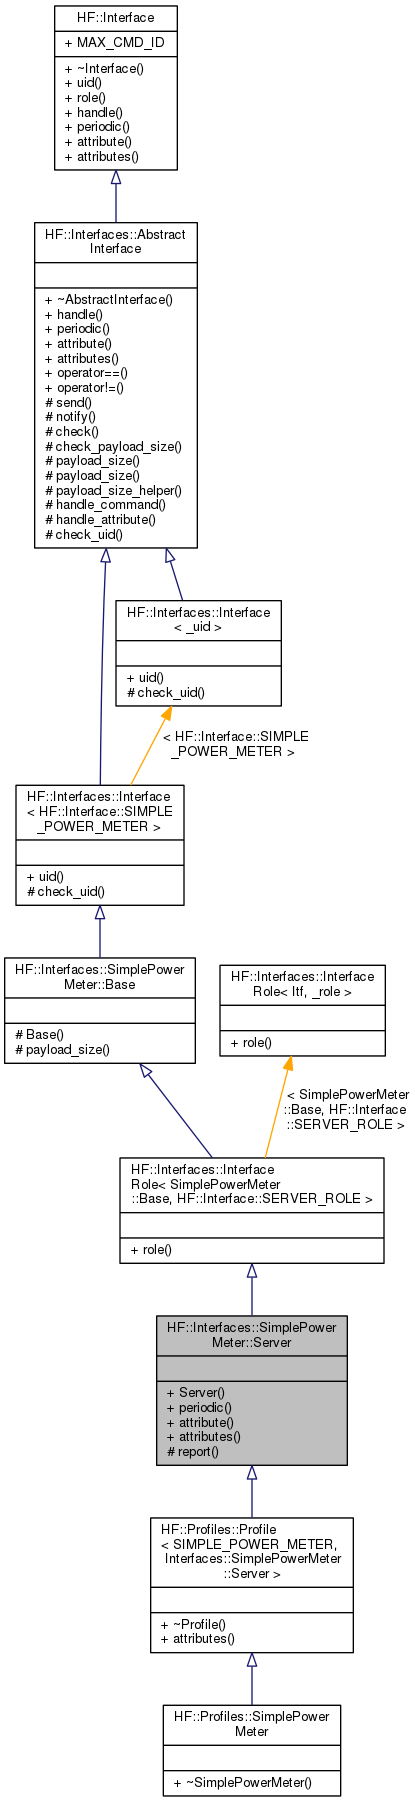 HF::Interface
+ MAX_CMD_ID
+ ~Interface()
+ uid()
+ role()
+ handle()
+ periodic()
+ attribute()
+ attributes()
HF::Interfaces::Abstract
Interface
+ ~AbstractInterface()
+ handle()
+ periodic()
+ attribute()
+ attributes()
+ operator==()
+ operator!=()
# send()
# notify()
# check()
# check_payload_size()
# payload_size()
# payload_size()
# payload_size_helper()
# handle_command()
# handle_attribute()
# check_uid()
HF::Interfaces::Interface
< _uid >
+ uid()
# check_uid()
< HF::Interface::SIMPLE
_POWER_METER >
HF::Interfaces::Interface
< HF::Interface::SIMPLE
_POWER_METER >
+ uid()
# check_uid()
HF::Interfaces::SimplePower
Meter::Base
# Base()
# payload_size()
HF::Interfaces::Interface
Role< Itf, _role >
+ role()
< SimplePowerMeter
::Base, HF::Interface
::SERVER_ROLE >
HF::Interfaces::Interface
Role< SimplePowerMeter
::Base, HF::Interface::SERVER_ROLE >
+ role()
HF::Interfaces::SimplePower
Meter::Server
+ Server()
+ periodic()
+ attribute()
+ attributes()
# report()
HF::Profiles::Profile
< SIMPLE_POWER_METER,
Interfaces::SimplePowerMeter
::Server >
+ ~Profile()
+ attributes()
HF::Profiles::SimplePower
Meter
+ ~SimplePowerMeter()